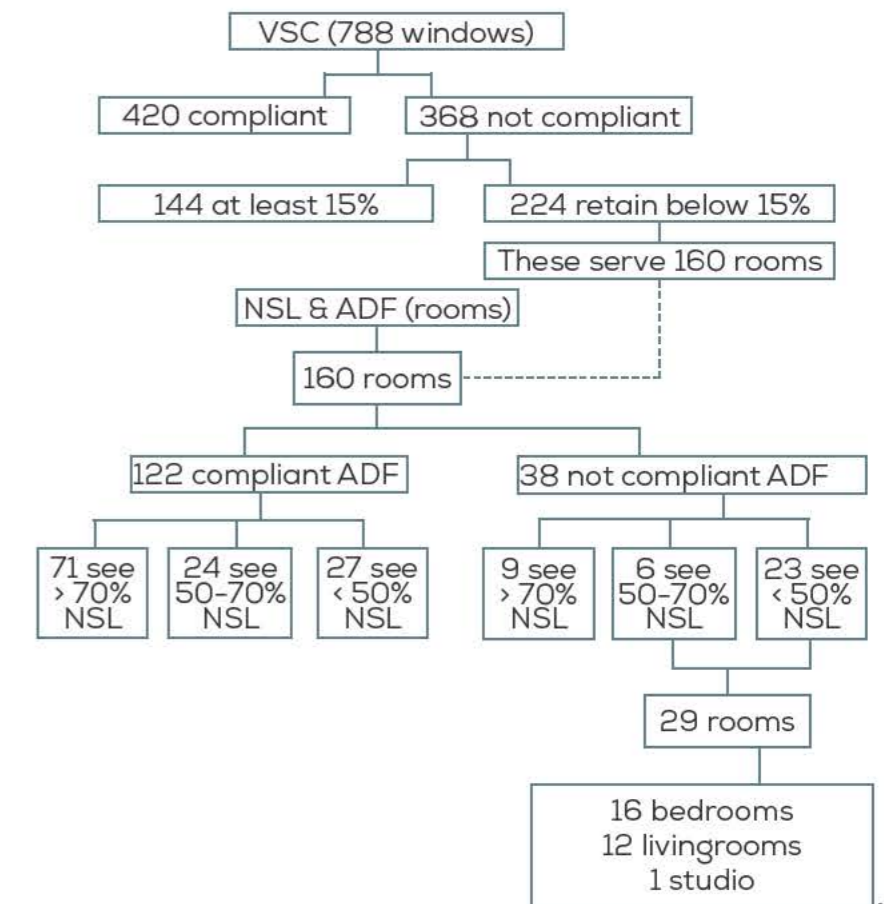 VSC (788 windows)
420 compliant
368 not compliant
144 at least 15%
224 retain below 15%
These serve 160 rooms
NSL & ADF (rooms)
160 rooms
122 compliant ADF
38 not compliant ADF
71 see
> 70%
NSL
24 see
50-70%
NSL
27 see
< 50%
NSL
9 see
> 70%
NSL
6 see
50-70%
NSL
23 see
< 50%
NSL
29 rooms
16 bedrooms
12 livingrooms
1 studio